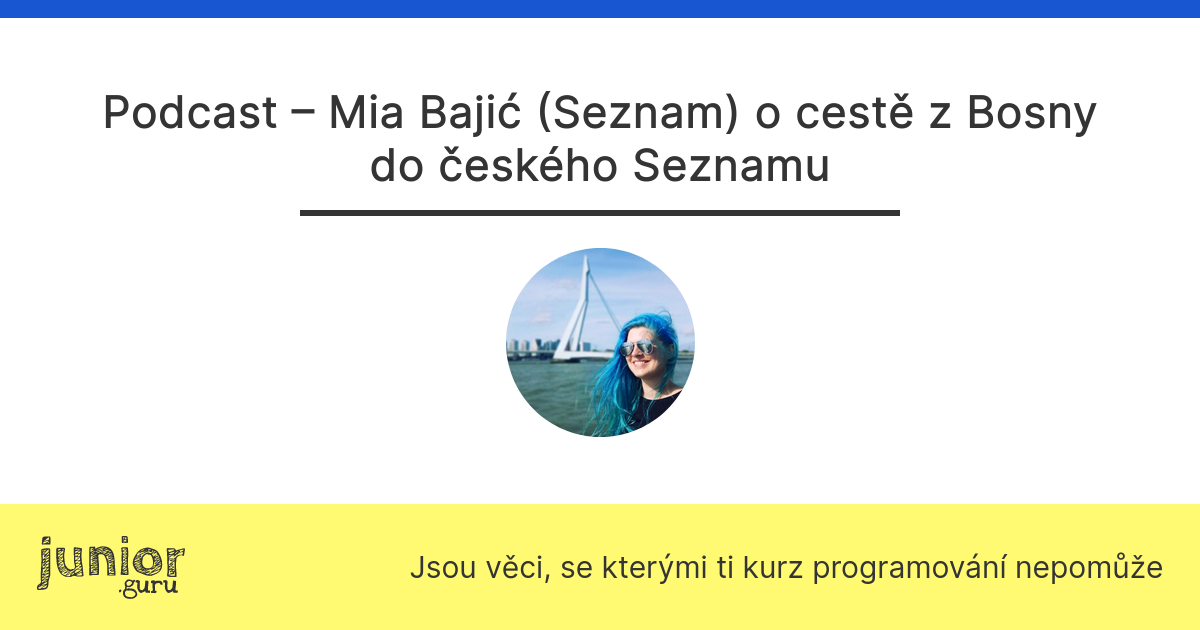 Podcast – Mia Bajić (Seznam) o cestě z Bosny
do českého Seznamu
junior
.guru
Jsou věci, se kterými ti kurz programování nepomůže